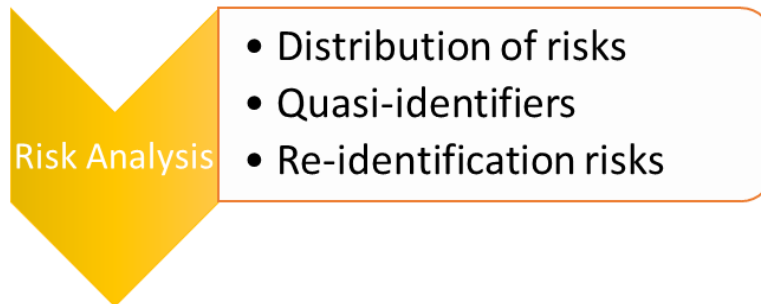 Risk Analysis
• Distribution of risks
• Quasi-identifiers
• Re-identification risks